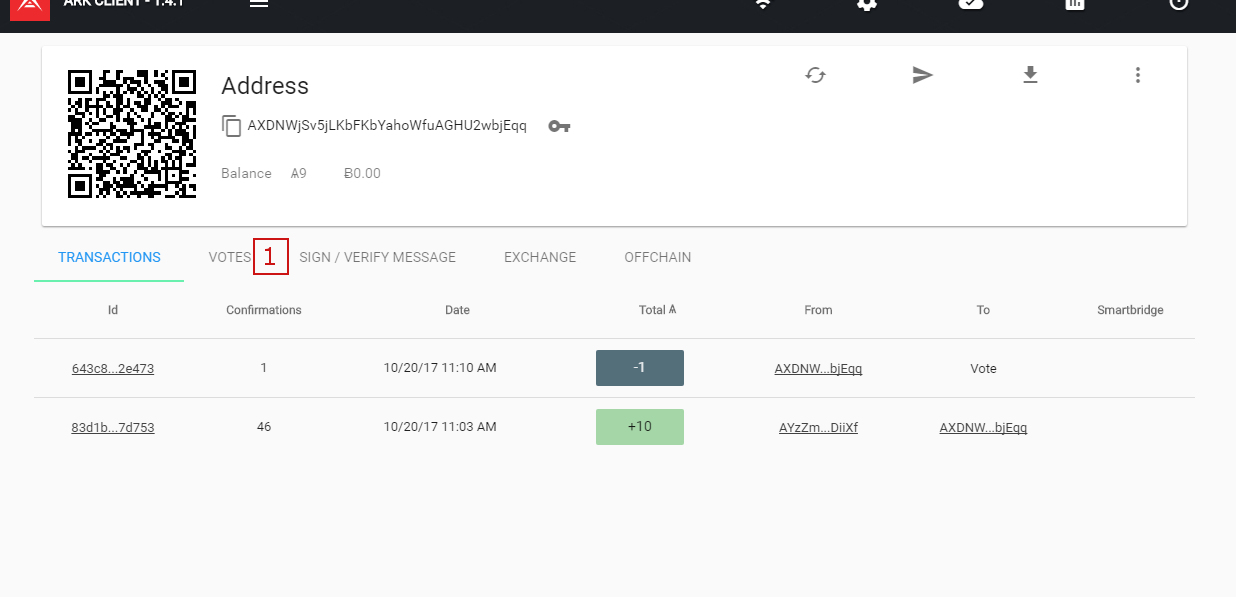 ARK CLIENT - 1.4.1
Address
AXDNWjSv5jLKbFKbYahoWfuAGHU2wbjEqq
Balance Ѧ9 Ƀ0.00
TRANSACTIONS VOTES 1 SIGN / VERIFY MESSAGE EXCHANGE OFFCHAIN
Id Confirmations Date Total Ѧ From To Smartbridge
643c8...2e473 1 10/20/17 11:10 AM -1 AXDNW...bjEqq Vote
83d1b...7d753 46 10/20/17 11:03 AM +10 AYzZm...DiiXf AXDNW...bjEqq